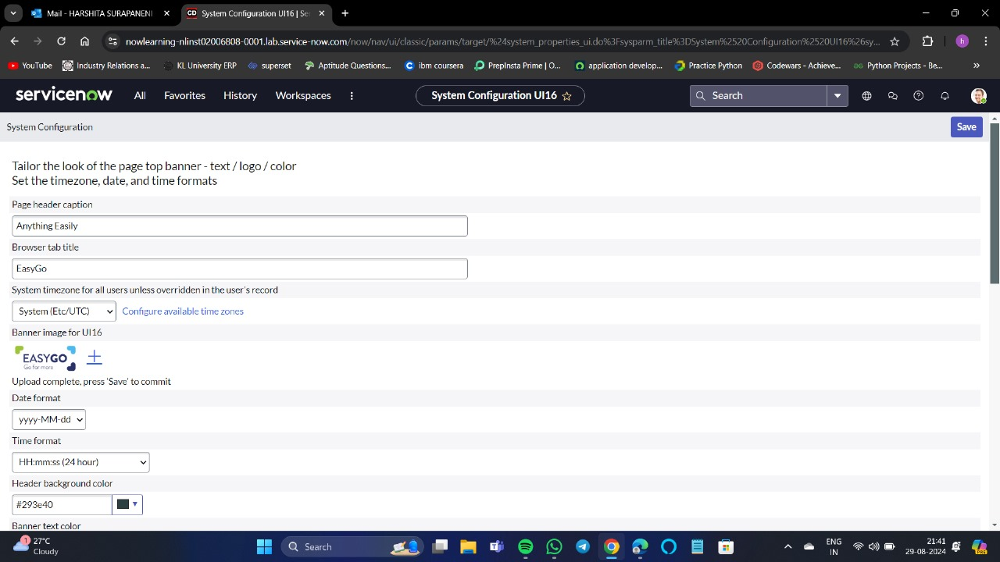 Mail - HARSHITA SURAPANENI
System Configuration UI16 | Se
nowlearning-nlinst02006808-0001.lab.service-now.com/now/nav/ui/classic/params/target/%24system_properties_ui.do%3Fsysparm_title%3DSystem%2520Configuration%2520UI16%26sy...
YouTube
Industry Relations a...
KL University ERP
superset
Aptitude Questions...
ibm coursera
PrepInsta Prime | O...
application develop...
Practice Python
Codewars - Achieve...
Python Projects - Be...
servicenow
All
Favorites
History
Workspaces
System Configuration UI16
Search
System Configuration
Save
Tailor the look of the page top banner - text / logo / color
Set the timezone, date, and time formats
Page header caption
Anything Easily
Browser tab title
EasyGo
System timezone for all users unless overridden in the user's record
System (Etc/UTC)
Configure available time zones
Banner image for UI16
EASYGO
Go for more
Upload complete, press 'Save' to commit
Date format
yyyy-MM-dd
Time format
HH:mm:ss (24 hour)
Header background color
#293e40
Banner text color
1
27°C
Cloudy
Search
ENG
IN
21:41
29-08-2024
PRE